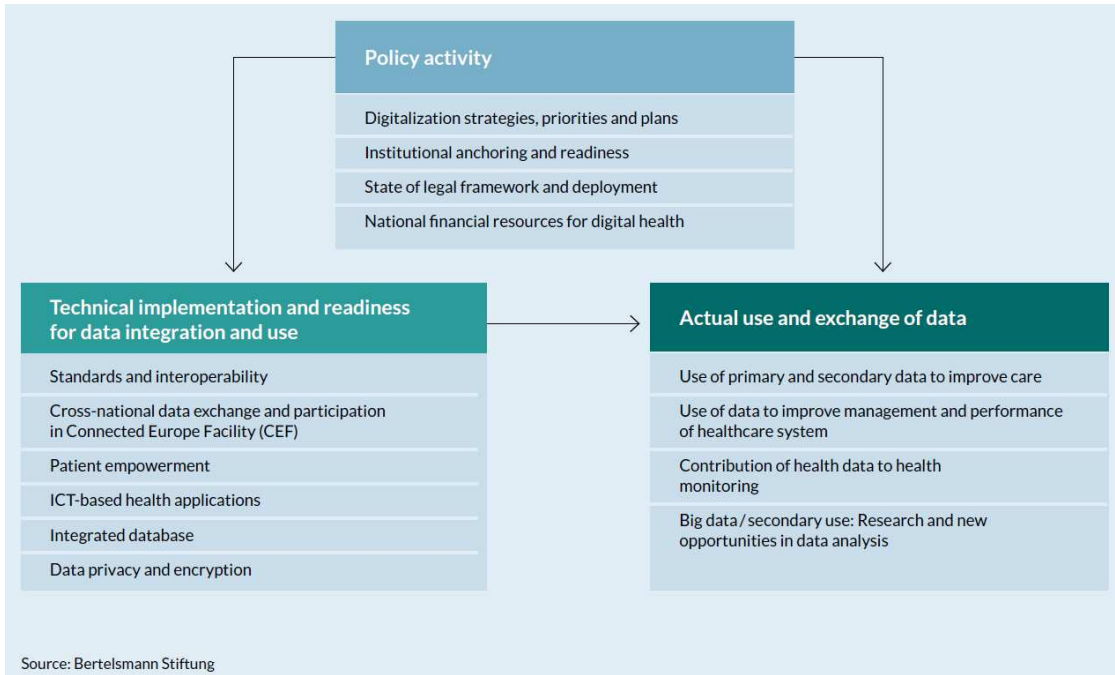 Policy activity
Digitalization strategies, priorities and plans
Institutional anchoring and readiness
State of legal framework and deployment
National financial resources for digital health
Technical implementation and readiness
for data integration and use
Standards and interoperability
Cross-national data exchange and participation
in Connected Europe Facility (CEF)
Patient empowerment
ICT-based health applications
Integrated database
Data privacy and encryption
Actual use and exchange of data
Use of primary and secondary data to improve care
Use of data to improve management and performance
of healthcare system
Contribution of health data to health
monitoring
Big data / secondary use: Research and new
opportunities in data analysis
Source: Bertelsmann Stiftung